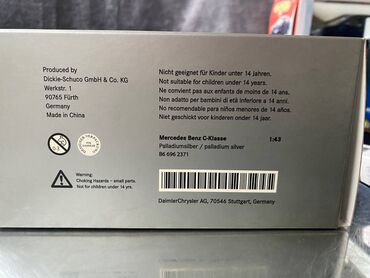 Produced by
Dickie-Schuco GmbH & Co. KG
Werkstr. 1
90765 Fürth
Germany
Made in China
Warning:
Choking Hazards - small parts.
Not for children under 14 yrs.
Nicht geeignet für Kinder unter 14 Jahren.
Not suitable for children under 14 years.
Ne convient pas aux enfants de moins de 14 ans.
Non adatto per bambini di età inferiore a 14 anni.
No recomendado para niños menores de 14 años.
Niet geschickt voor kinderen onder 14 jaar.
Mercedes Benz C-Klasse 1:43
Palladiumsilber / palladium silver
B6 696 2371
DaimlerChrysler AG, 70546 Stuttgart, Germany